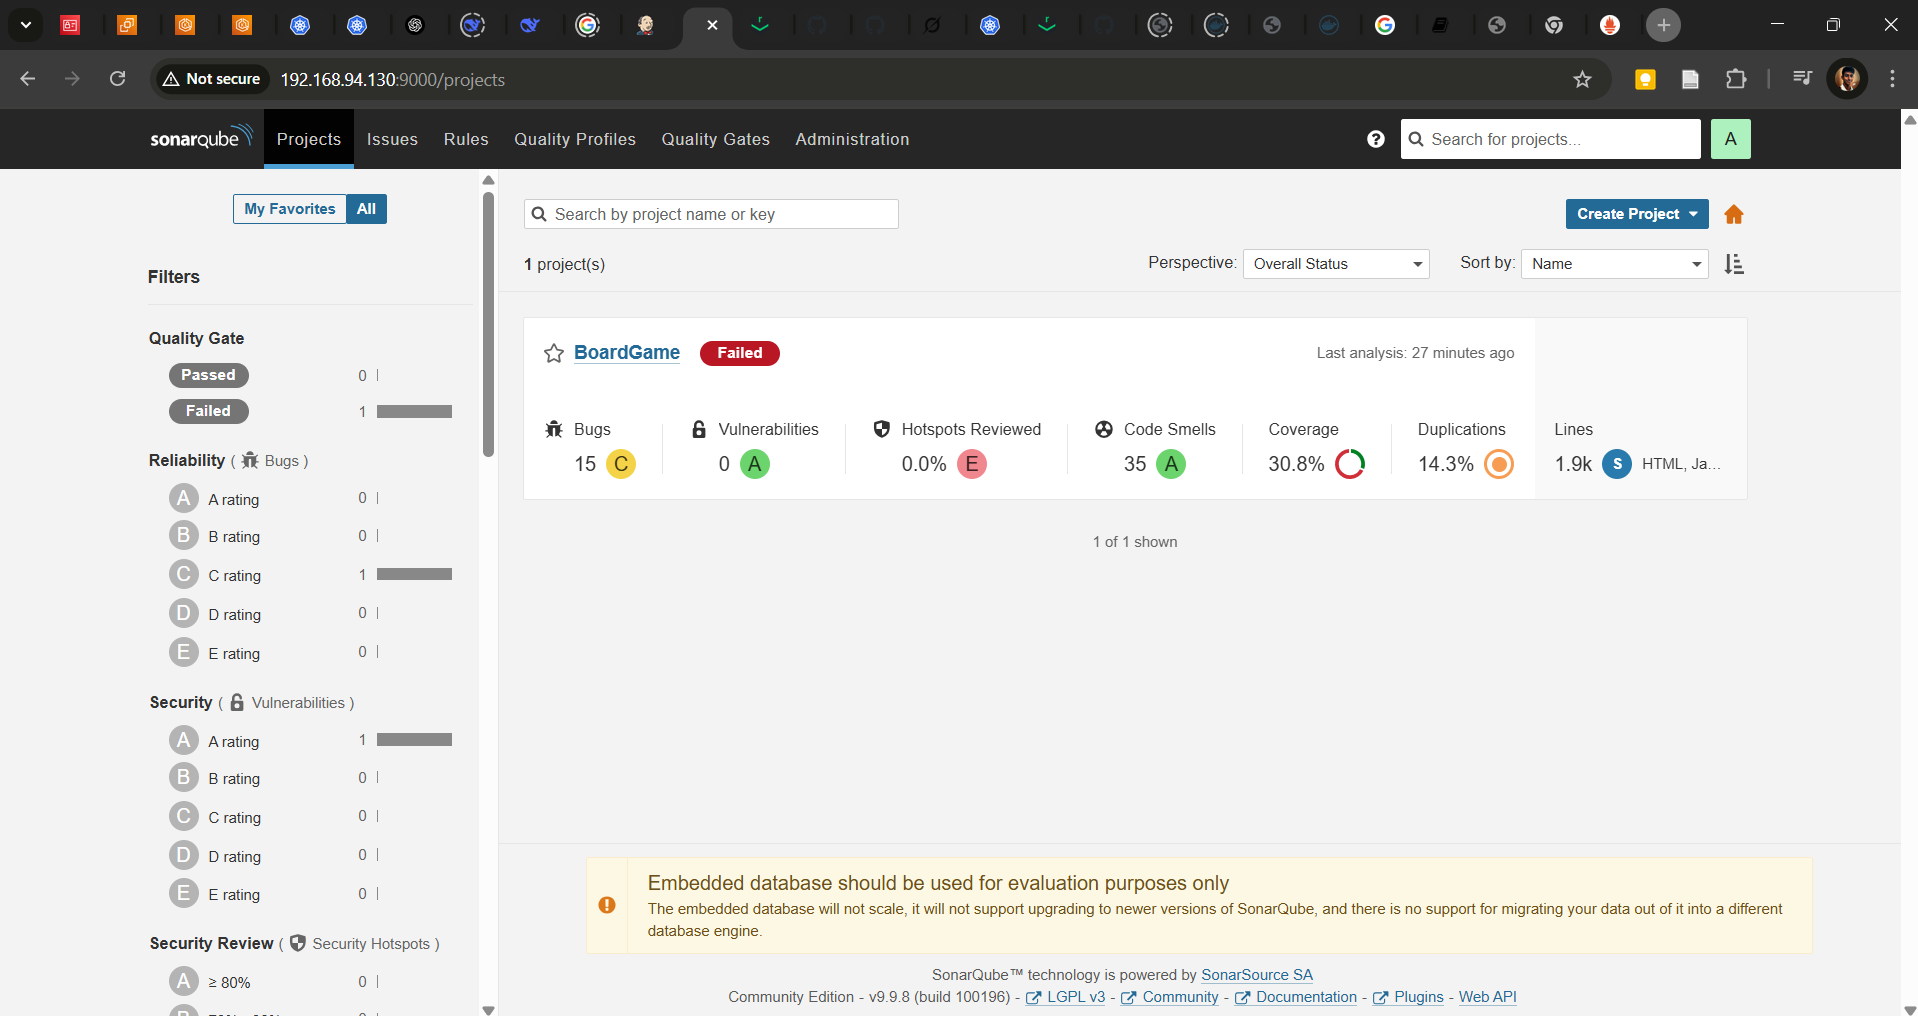 Not secure 192.168.94.130:9000/projects
sonarqube Projects Issues Rules Quality Profiles Quality Gates Administration ? Search for projects... A
My Favorites All
Search by project name or key
Create Project
1 project(s)
Perspective: Overall Status Sort by: Name
Filters
Quality Gate
Passed 0
Failed 1
Reliability ( Bugs )
A A rating 0
B B rating 0
C C rating 1
D D rating 0
E E rating 0
Security ( Vulnerabilities )
A A rating 1
B B rating 0
C C rating 0
D D rating 0
E E rating 0
Security Review ( Security Hotspots )
A ≥ 80% 0
BoardGame Failed Last analysis: 27 minutes ago
Bugs Vulnerabilities Hotspots Reviewed Code Smells Coverage Duplications Lines
15 C 0 A 0.0% E 35 A 30.8% 14.3% 1.9k S HTML, Ja...
1 of 1 shown
Embedded database should be used for evaluation purposes only
The embedded database will not scale, it will not support upgrading to newer versions of SonarQube, and there is no support for migrating your data out of it into a different
database engine.
SonarQube™ technology is powered by SonarSource SA
Community Edition - v9.9.8 (build 100196) - LGPL v3 - Community - Documentation - Plugins - Web API